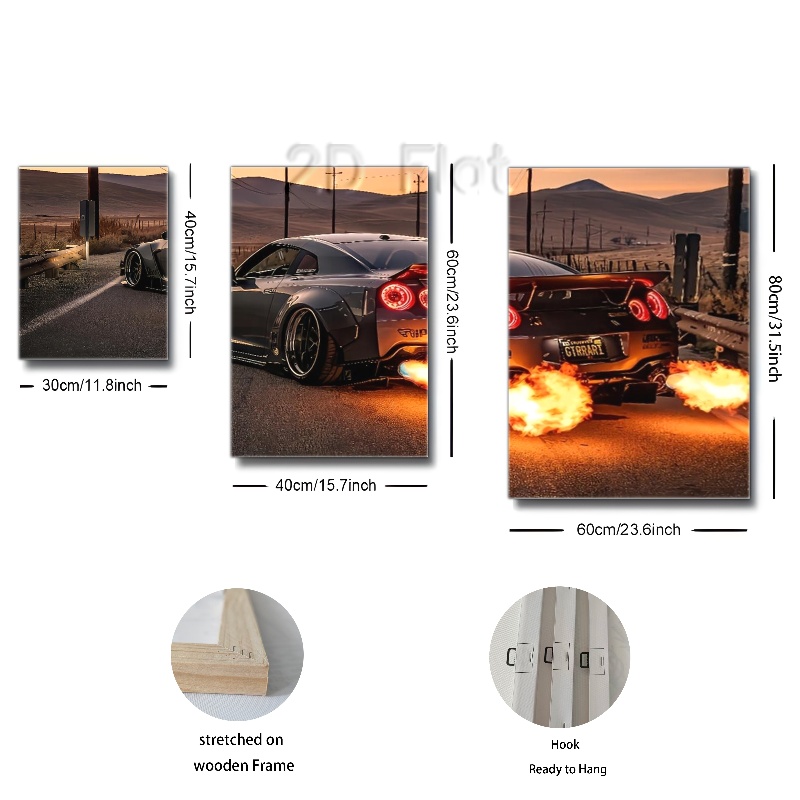 2D Flat
40cm/15.7inch
30cm/11.8inch
60cm/23.6inch
40cm/15.7inch
80cm/31.5inch
60cm/23.6inch
GTRRARI
stretched on
wooden Frame
Hook
Ready to Hang